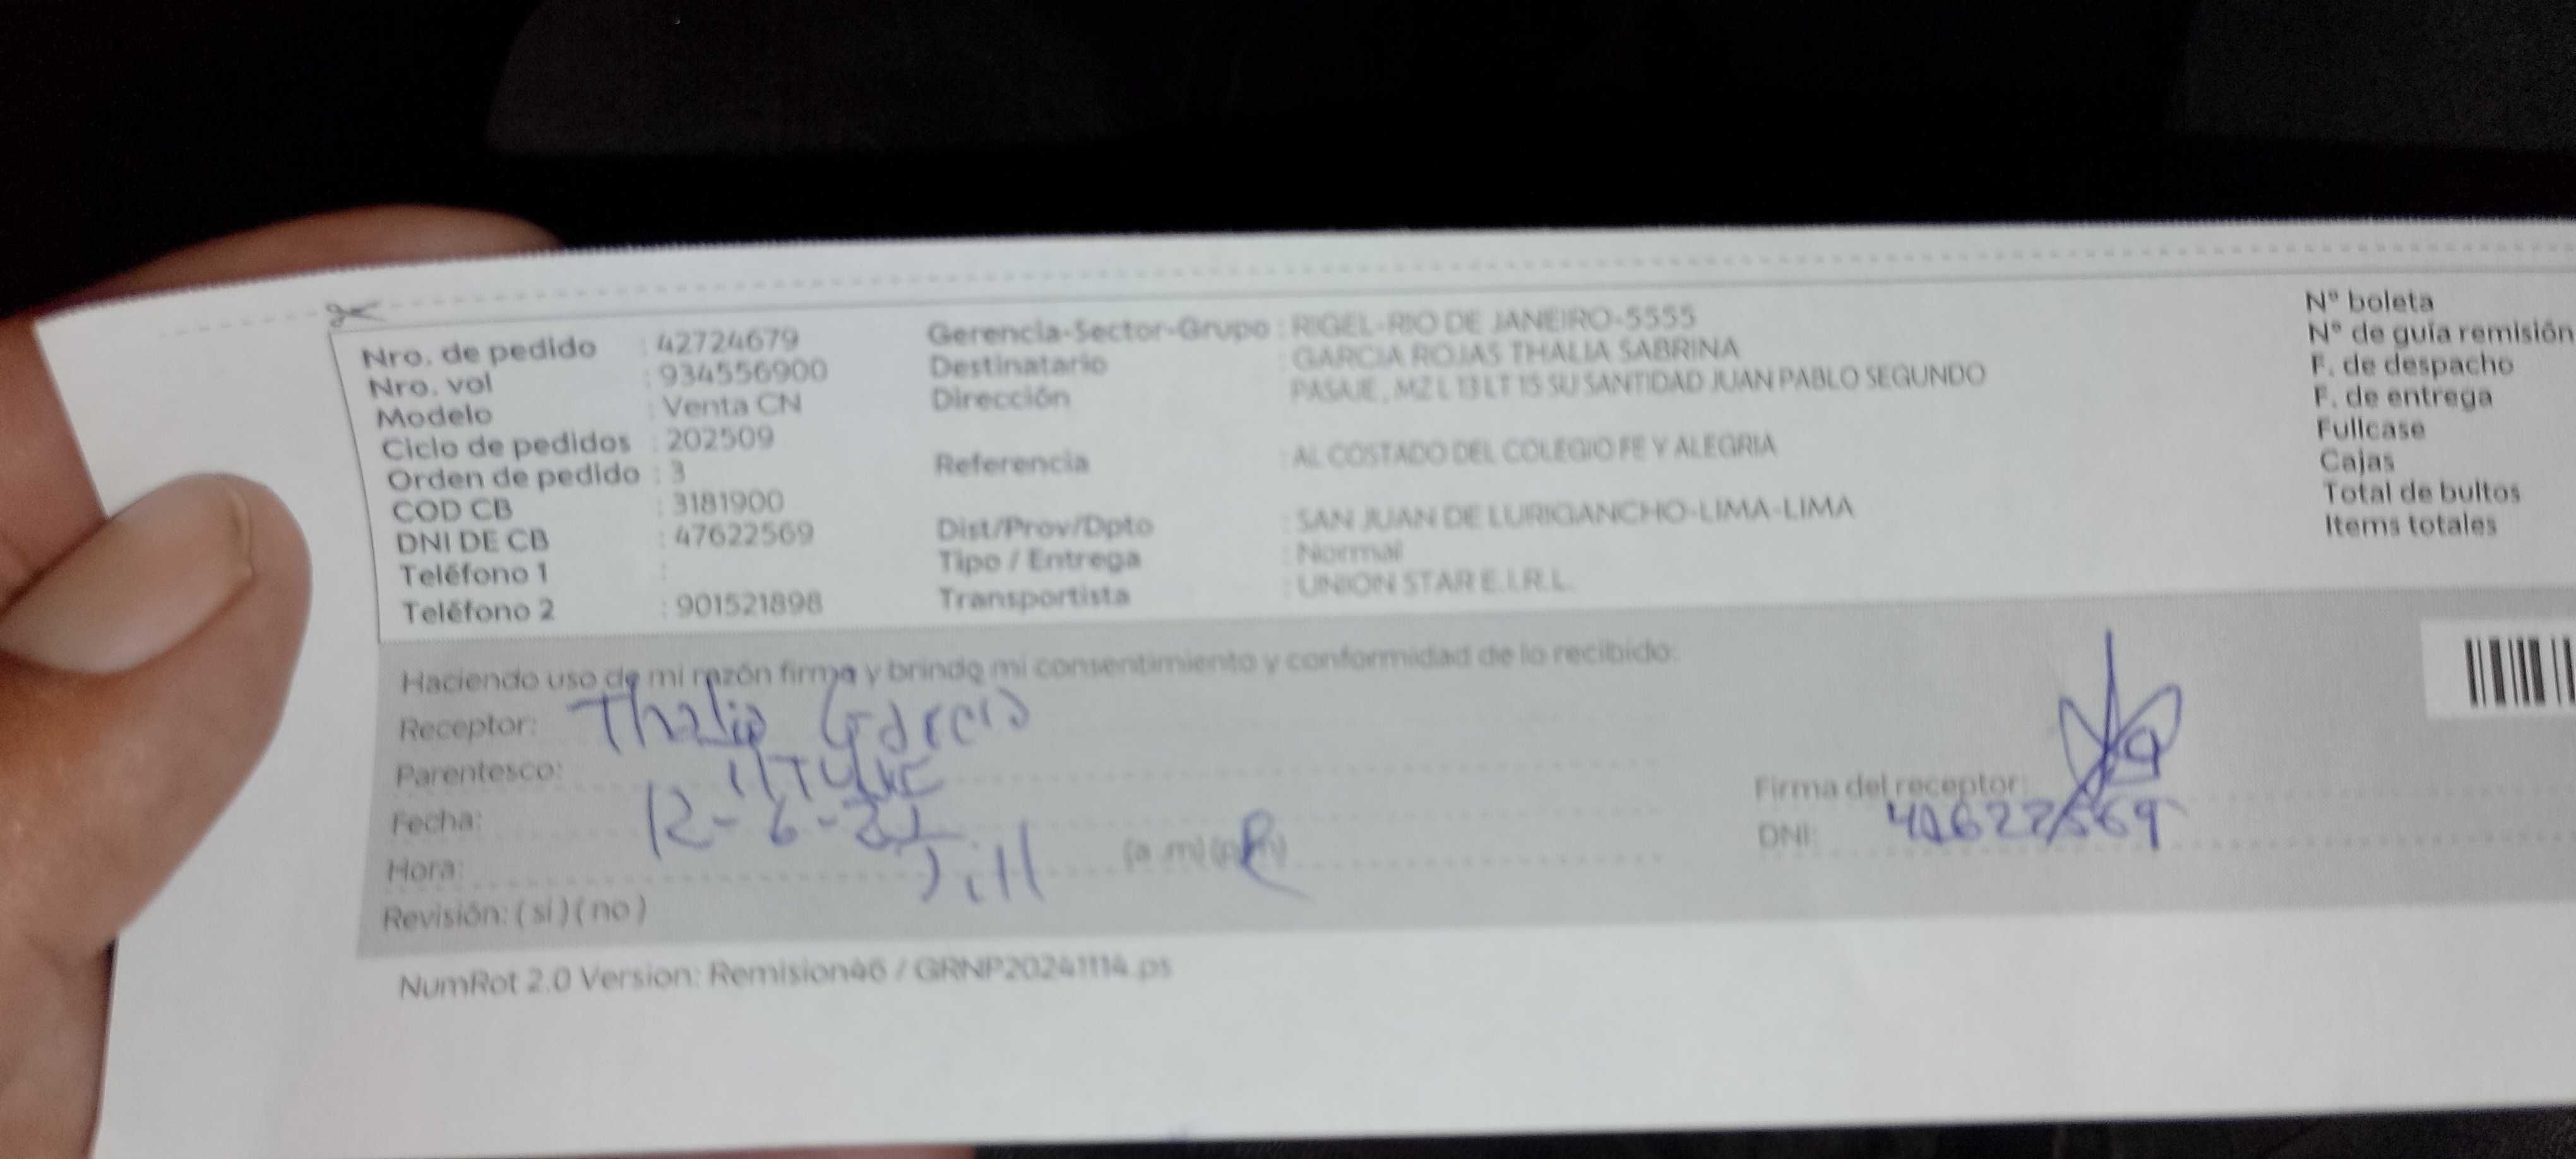 Nro. de pedido : 42724679
Nro. vol : 934556900
Modelo : Venta CN
Ciclo de pedidos : 202509
Orden de pedido : 3
COD CB : 3181900
DNI DE CB : 47622569
Teléfono 1 :
Teléfono 2 : 901521898
Gerencia-Sector-Grupo : RIGEL-RIO DE JANEIRO-5555
Destinatario : GARCIA ROJAS THALIA SABRINA
Dirección : PASAJE , MZ L 13 LT 15 SU SANTIDAD JUAN PABLO SEGUNDO
Referencia : AL COSTADO DEL COLEGIO FE Y ALEGRIA
Dist/Prov/Dpto : SAN JUAN DE LURIGANCHO-LIMA-LIMA
Tipo / Entrega : Normal
Transportista : UNION STAR E.I.R.L.
N° boleta
N° de guía remisión
F. de despacho
F. de entrega
Fullcase
Cajas
Total de bultos
Items totales
Haciendo uso de mi razón firma y brindo mi consentimiento y conformidad de lo recibido:
Receptor: Thalia Garcia
Parentesco:
Fecha: 12-6-
Hora: (a .m) (p.m)
Revisión: ( sí ) ( no )
Firma del receptor:
DNI:
NumRot 2.0 Version: Remision46 / GRNP20241114.ps